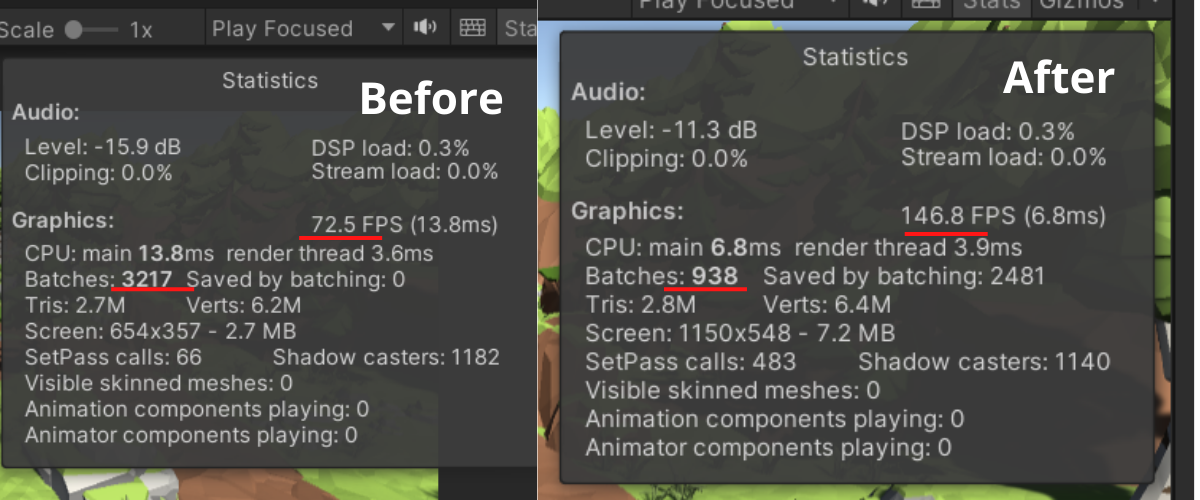 Scale 1x Play Focused Sta
Statistics
Before
Audio:
Level: -15.9 dB DSP load: 0.3%
Clipping: 0.0% Stream load: 0.0%
Graphics: 72.5 FPS (13.8ms)
CPU: main 13.8ms render thread 3.6ms
Batches: 3217 Saved by batching: 0
Tris: 2.7M Verts: 6.2M
Screen: 654x357 - 2.7 MB
SetPass calls: 66 Shadow casters: 1182
Visible skinned meshes: 0
Animation components playing: 0
Animator components playing: 0
Play Focused Stats Gizmos
Statistics
After
Audio:
Level: -11.3 dB DSP load: 0.3%
Clipping: 0.0% Stream load: 0.0%
Graphics: 146.8 FPS (6.8ms)
CPU: main 6.8ms render thread 3.9ms
Batches: 938 Saved by batching: 2481
Tris: 2.8M Verts: 6.4M
Screen: 1150x548 - 7.2 MB
SetPass calls: 483 Shadow casters: 1140
Visible skinned meshes: 0
Animation components playing: 0
Animator components playing: 0